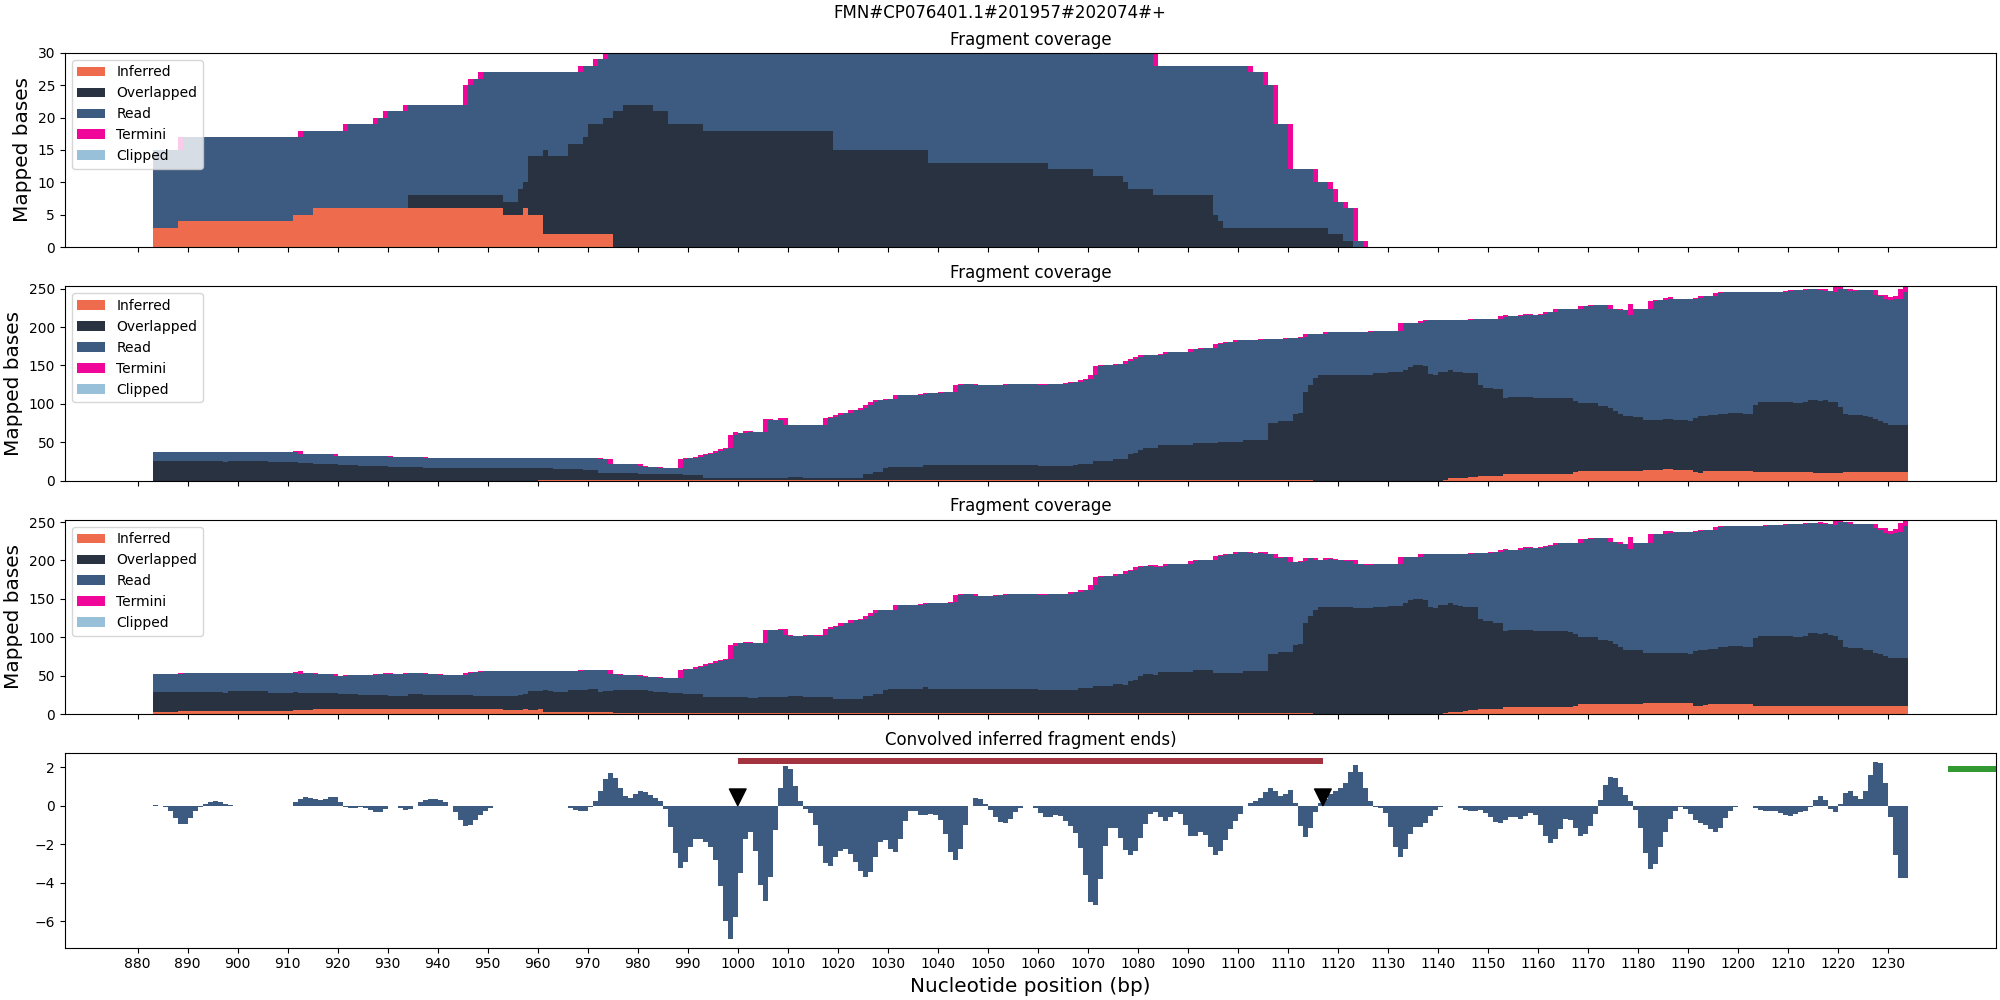 FMN#CP076401.1#201957#202074#+
Fragment coverage
Mapped bases
30
25
20
15
10
5
0
Inferred
Overlapped
Read
Termini
Clipped
Fragment coverage
Mapped bases
250
200
150
100
50
0
Inferred
Overlapped
Read
Termini
Clipped
Fragment coverage
Mapped bases
250
200
150
100
50
0
Inferred
Overlapped
Read
Termini
Clipped
Convolved inferred fragment ends)
2
0
−2
−4
−6
880 890 900 910 920 930 940 950 960 970 980 990 1000 1010 1020 1030 1040 1050 1060 1070 1080 1090 1100 1110 1120 1130 1140 1150 1160 1170 1180 1190 1200 1210 1220 1230
Nucleotide position (bp)